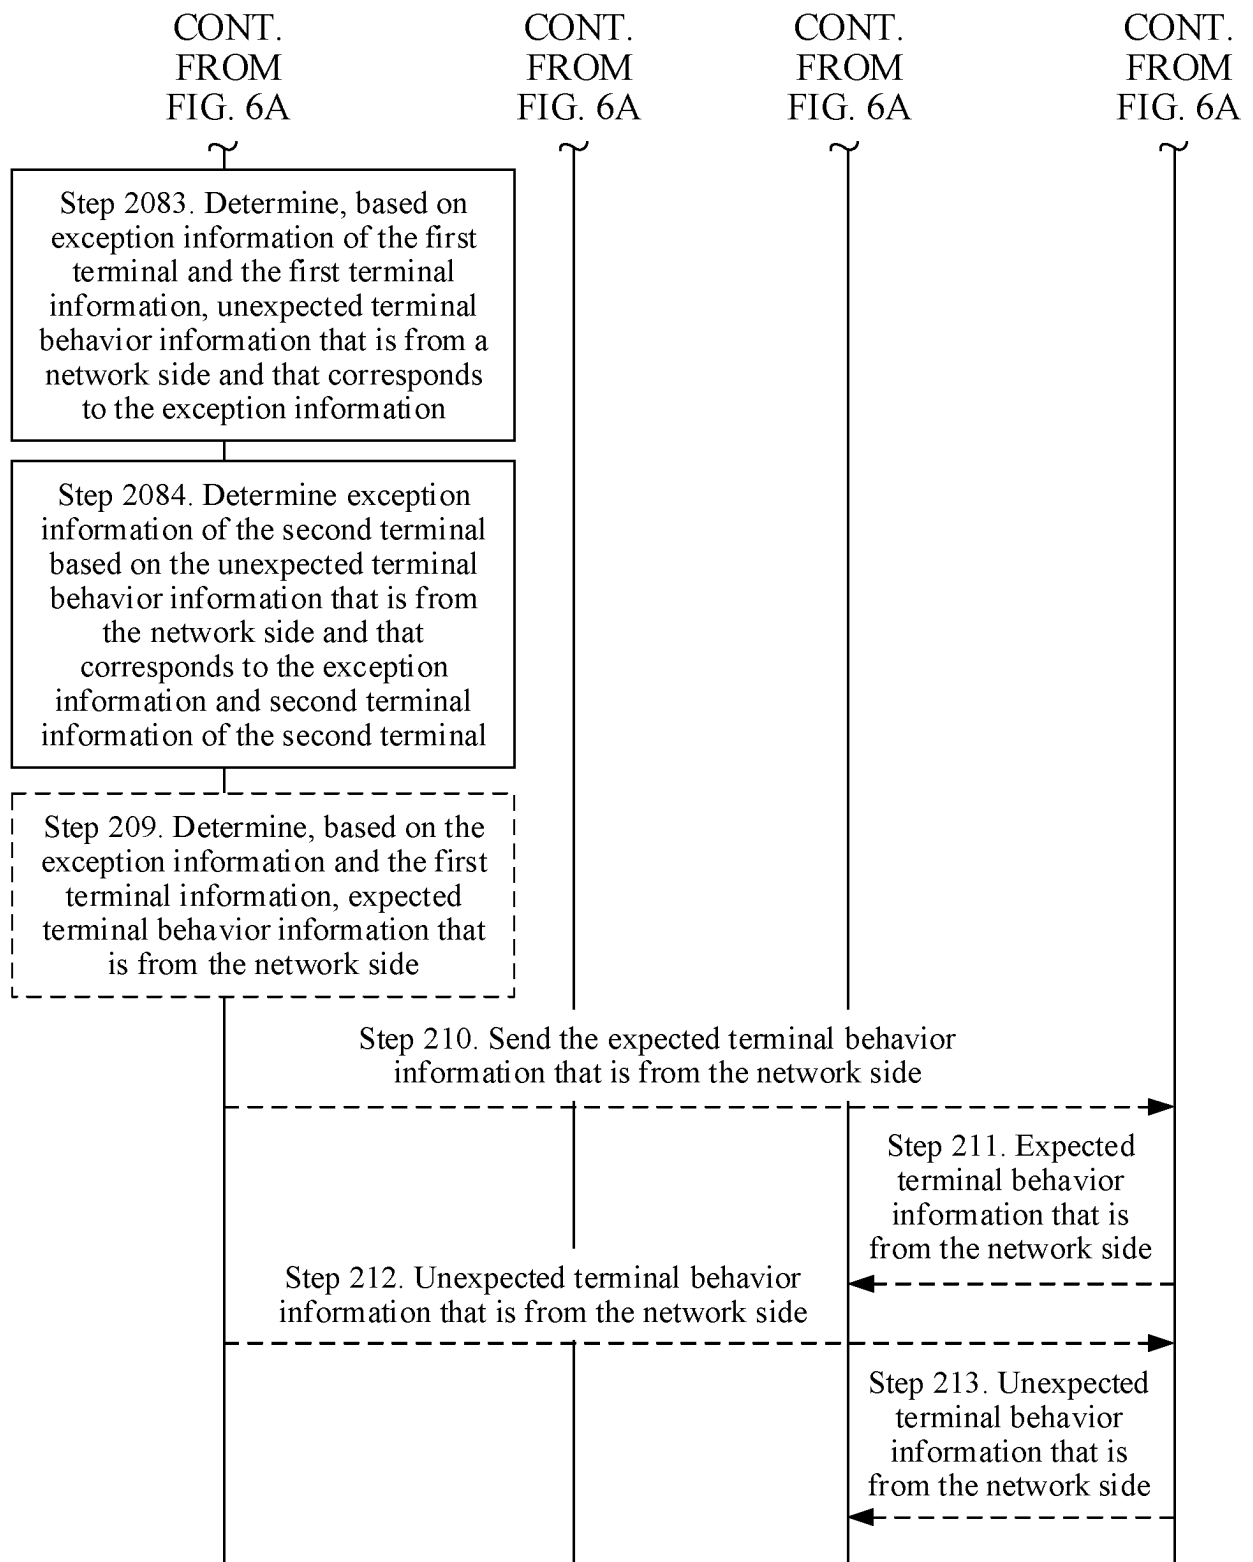 CONT.
FROM
FIG. 6A
CONT.
FROM
FIG. 6A
CONT.
FROM
FIG. 6A
CONT.
FROM
FIG. 6A
Step 2083. Determine, based on
exception information of the first
terminal and the first terminal
information, unexpected terminal
behavior information that is from a
network side and that corresponds
to the exception information
Step 2084. Determine exception
information of the second terminal
based on the unexpected terminal
behavior information that is from
the network side and that
corresponds to the exception
information and second terminal
information of the second terminal
Step 209. Determine, based on the
exception information and the first
terminal information, expected
terminal behavior information that
is from the network side
Step 210. Send the expected terminal behavior
information that is from the network side
Step 211. Expected
terminal behavior
information that is
from the network side
Step 212. Unexpected terminal behavior
information that is from the network side
Step 213. Unexpected
terminal behavior
information that is
from the network side